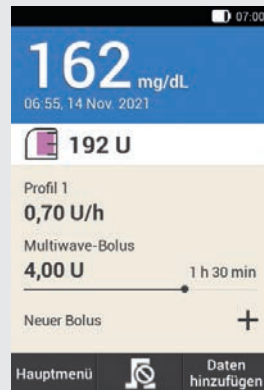 07:00
162 mg/dL
06:55, 14 Nov. 2021
192 U
Profil 1
0,70 U/h
Multiwave-Bolus
4,00 U 1 h 30 min
Neuer Bolus +
Hauptmenü Daten hinzufügen